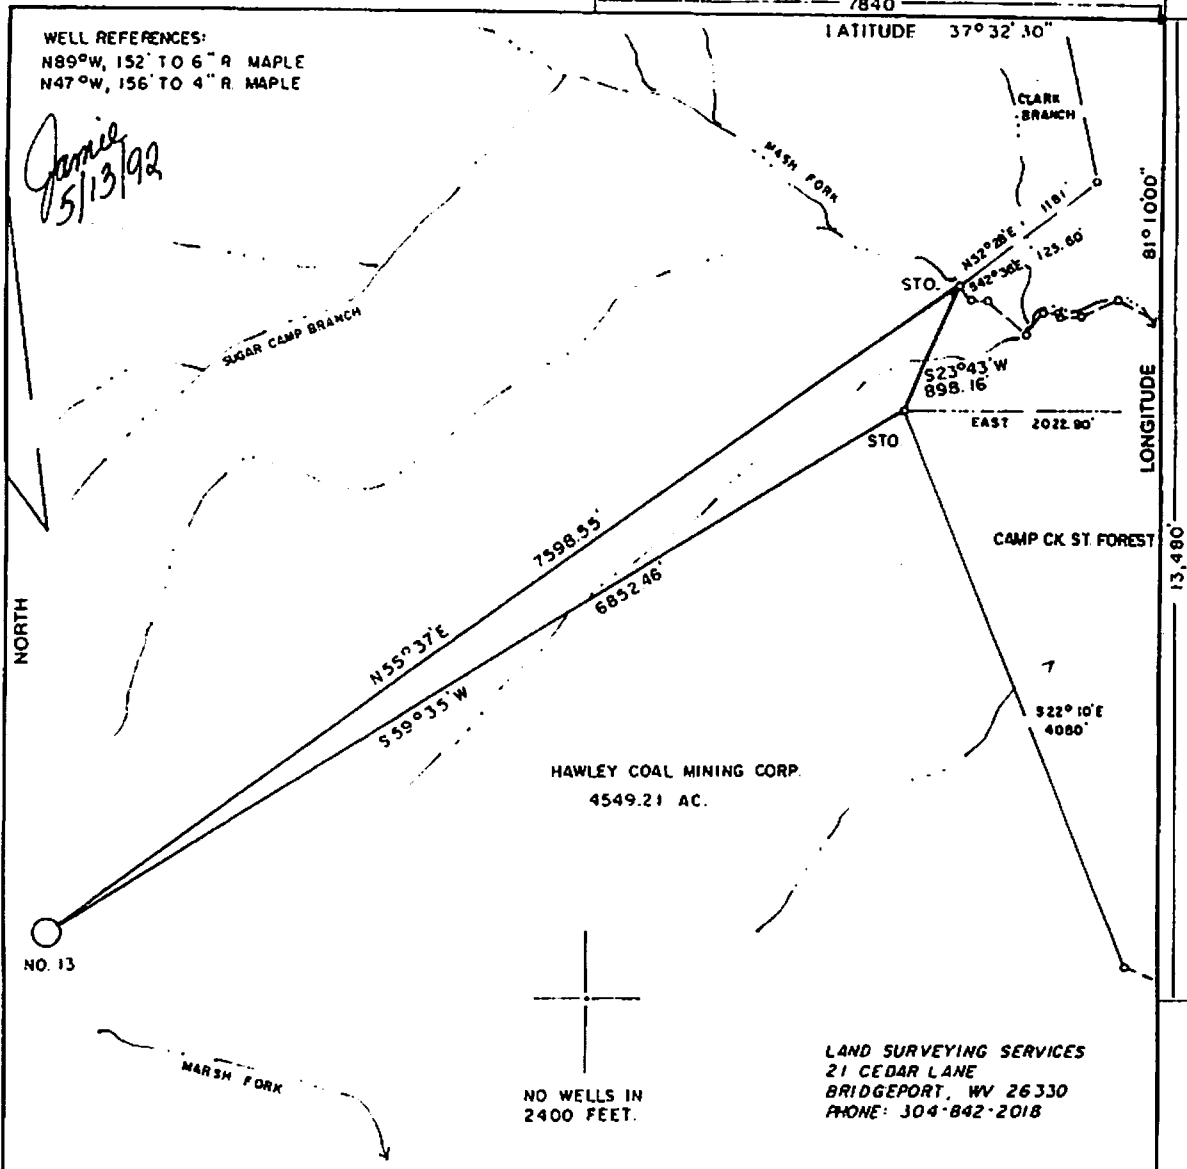 7840
LATITUDE 37° 32' 30"
WELL REFERENCES:
N89°W, 152' TO 6" R. MAPLE
N47°W, 156' TO 4" R. MAPLE
Jamie
5/13/92
CLARK
BRANCH
MASH FORK
81° 10' 00"
LONGITUDE
N52°28'E 1181'
S42°36'E 125.60'
STO.
SUGAR CAMP BRANCH
S23°43'W
898.16'
EAST 2022.90'
STO
CAMP CK. ST. FOREST
13,480'
7598.55'
6852.46'
NORTH
N55°37'E
S59°35'W
S22°10'E
4080'
HAWLEY COAL MINING CORP.
4549.21 AC.
NO. 13
MARSH FORK
NO WELLS IN
2400 FEET.
LAND SURVEYING SERVICES
21 CEDAR LANE
BRIDGEPORT, WV 26330
PHONE: 304-842-2018